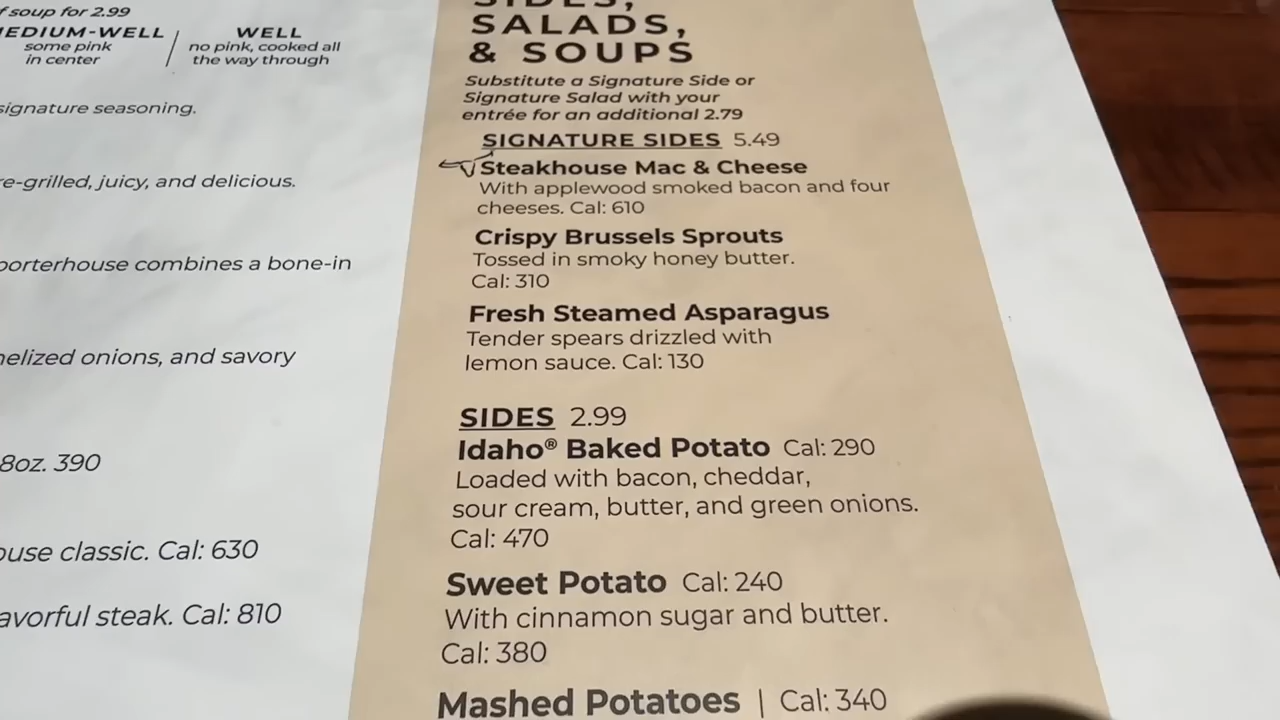 f soup for 2.99
MEDIUM-WELL
some pink
in center
WELL
no pink, cooked all
the way through
signature seasoning.
re-grilled, juicy, and delicious.
porterhouse combines a bone-in
nelized onions, and savory
8oz. 390
ouse classic. Cal: 630
avorful steak. Cal: 810
SIDES,
SALADS,
& SOUPS
Substitute a Signature Side or
Signature Salad with your
entrée for an additional 2.79
SIGNATURE SIDES 5.49
Steakhouse Mac & Cheese
With applewood smoked bacon and four
cheeses. Cal: 610
Crispy Brussels Sprouts
Tossed in smoky honey butter.
Cal: 310
Fresh Steamed Asparagus
Tender spears drizzled with
lemon sauce. Cal: 130
SIDES 2.99
Idaho® Baked Potato Cal: 290
Loaded with bacon, cheddar,
sour cream, butter, and green onions.
Cal: 470
Sweet Potato Cal: 240
With cinnamon sugar and butter.
Cal: 380
Mashed Potatoes | Cal: 340